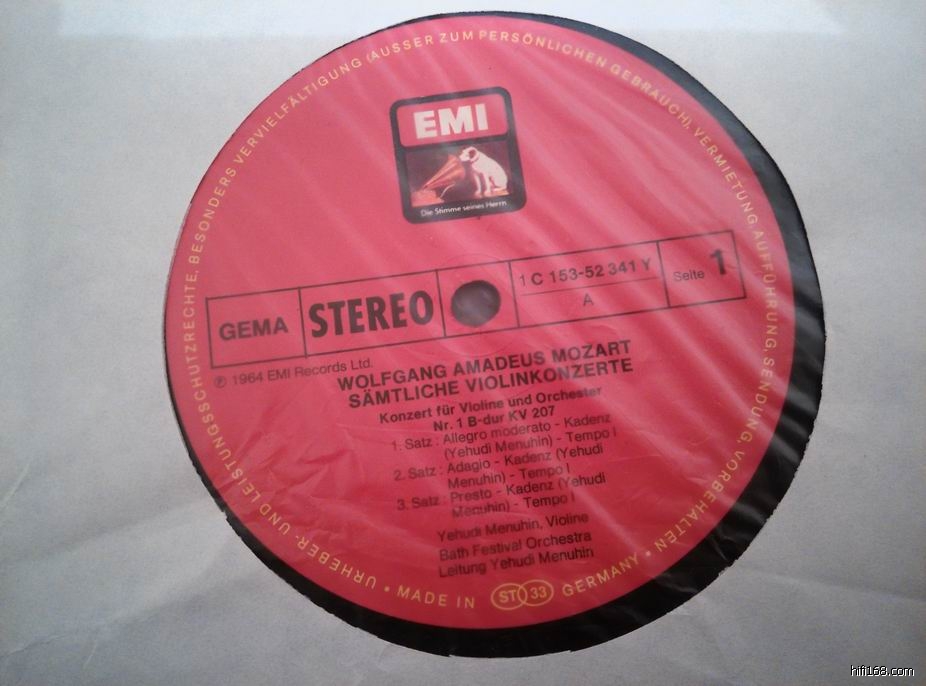 URHEBER- UND LEISTUNGSSCHUTZRECHTE, BESONDERS VERVIELFÄLTIGUNG (AUSSER ZUM PERSÖNLICHEN GEBRAUCH), VERMIETUNG, AUFFÜHRUNG, SENDUNG, VORBEHALTEN •
EMI
Die Stimme seines Herrn
GEMA
STEREO
1 C 153-52 341 Y
A
Seite 1
℗ 1964 EMI Records Ltd.
WOLFGANG AMADEUS MOZART
SÄMTLICHE VIOLINKONZERTE
Konzert für Violine und Orchester
Nr. 1 B-dur KV 207
1. Satz : Allegro moderato - Kadenz
(Yehudi Menuhin) - Tempo I
2. Satz : Adagio - Kadenz (Yehudi
Menuhin) - Tempo I
3. Satz : Presto - Kadenz (Yehudi
Menuhin) - Tempo I
Yehudi Menuhin, Violine
Bath Festival Orchestra
Leitung Yehudi Menuhin
• MADE IN ST 33 GERMANY •
hifi168.com